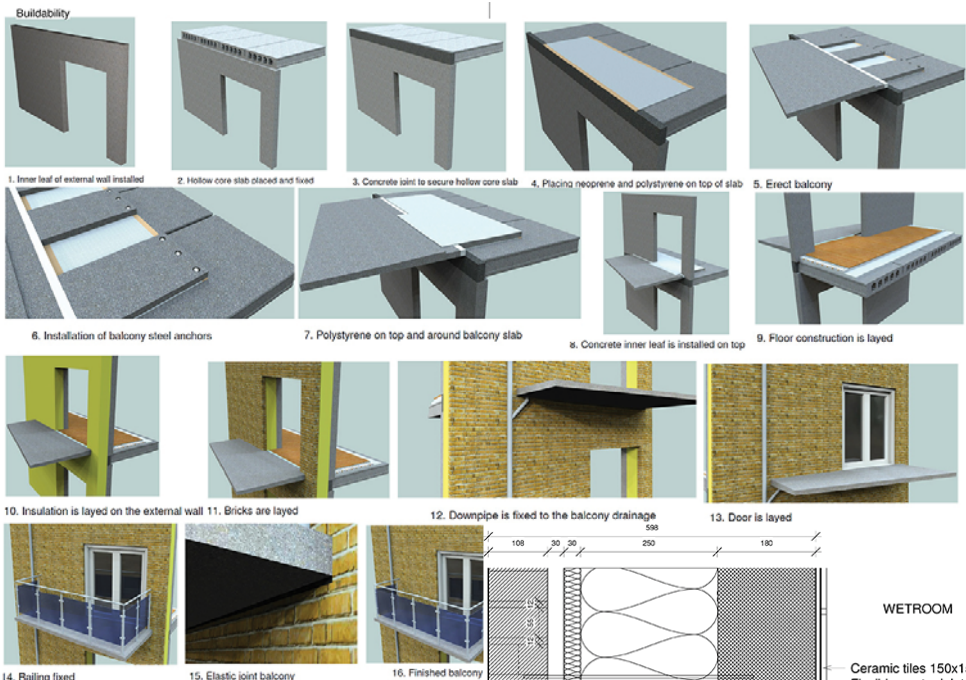 Buildability
1. Inner leaf of external wall installed
2. Hollow core slab placed and fixed
3. Concrete joint to secure hollow core slab
4. Placing neoprene and polystyrene on top of slab
5. Erect balcony
6. Installation of balcony steel anchors
7. Polystyrene on top and around balcony slab
8. Concrete inner leaf is installed on top
9. Floor construction is layed
10. Insulation is layed on the external wall
11. Bricks are layed
12. Downpipe is fixed to the balcony drainage
13. Door is layed
14. Railing fixed
15. Elastic joint balcony
16. Finished balcony
598
108 30 30 250 180
12 55 12
WETROOM
Ceramic tiles 150x1